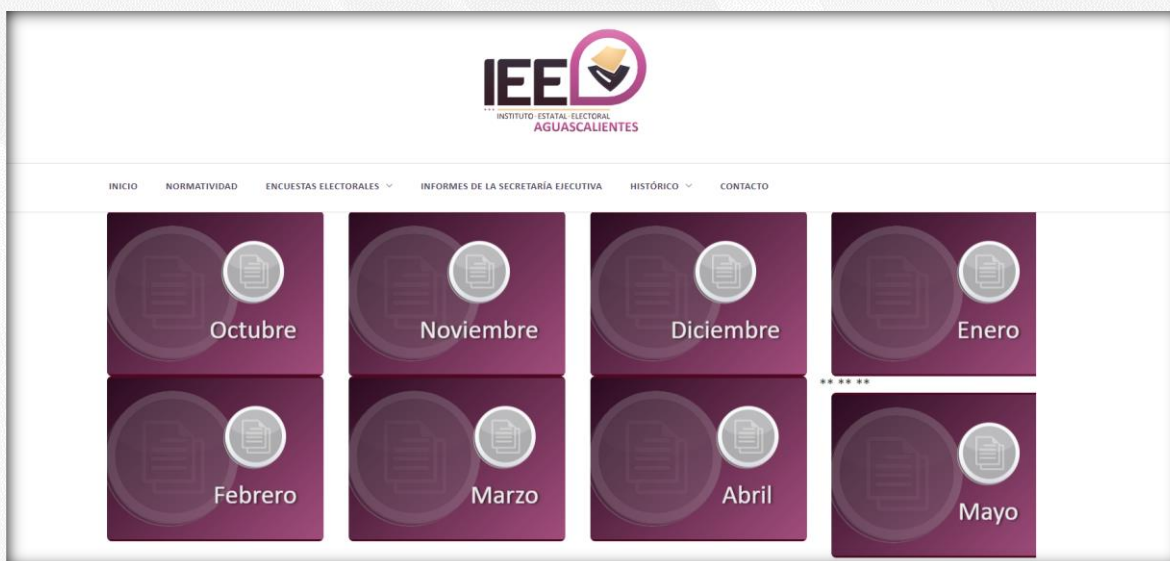 IEE
INSTITUTO·ESTATAL·ELECTORAL
AGUASCALIENTES
INICIO NORMATIVIDAD ENCUESTAS ELECTORALES INFORMES DE LA SECRETARÍA EJECUTIVA HISTÓRICO CONTACTO
Octubre Noviembre Diciembre Enero
** ** **
Febrero Marzo Abril Mayo